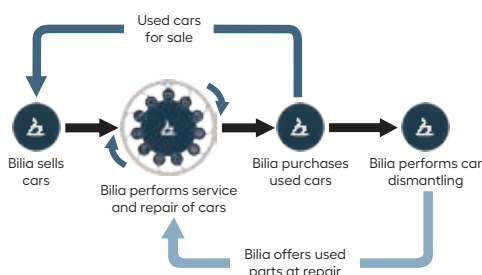 Used cars
for sale
Bilia sells
cars
Bilia performs service
and repair of cars
Bilia purchases
used cars
Bilia performs car
dismantling
Bilia offers used
parts at repair